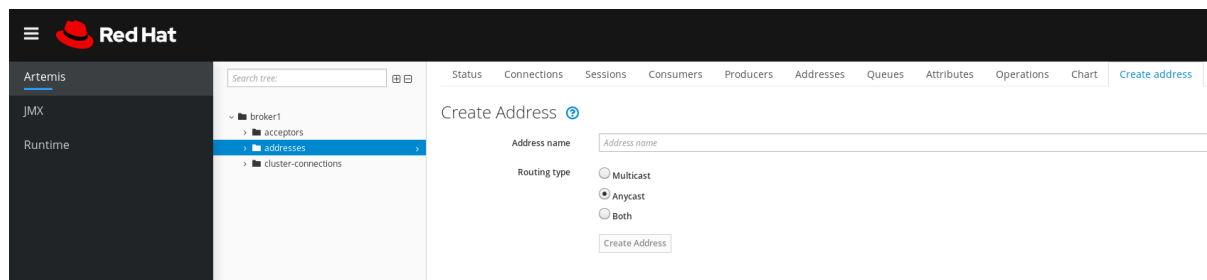 Red Hat
Artemis
JMX
Runtime
Search tree:
broker1
acceptors
addresses
cluster-connections
Status Connections Sessions Consumers Producers Addresses Queues Attributes Operations Chart Create address
Create Address
Address name Address name
Routing type Multicast
Anycast
Both
Create Address